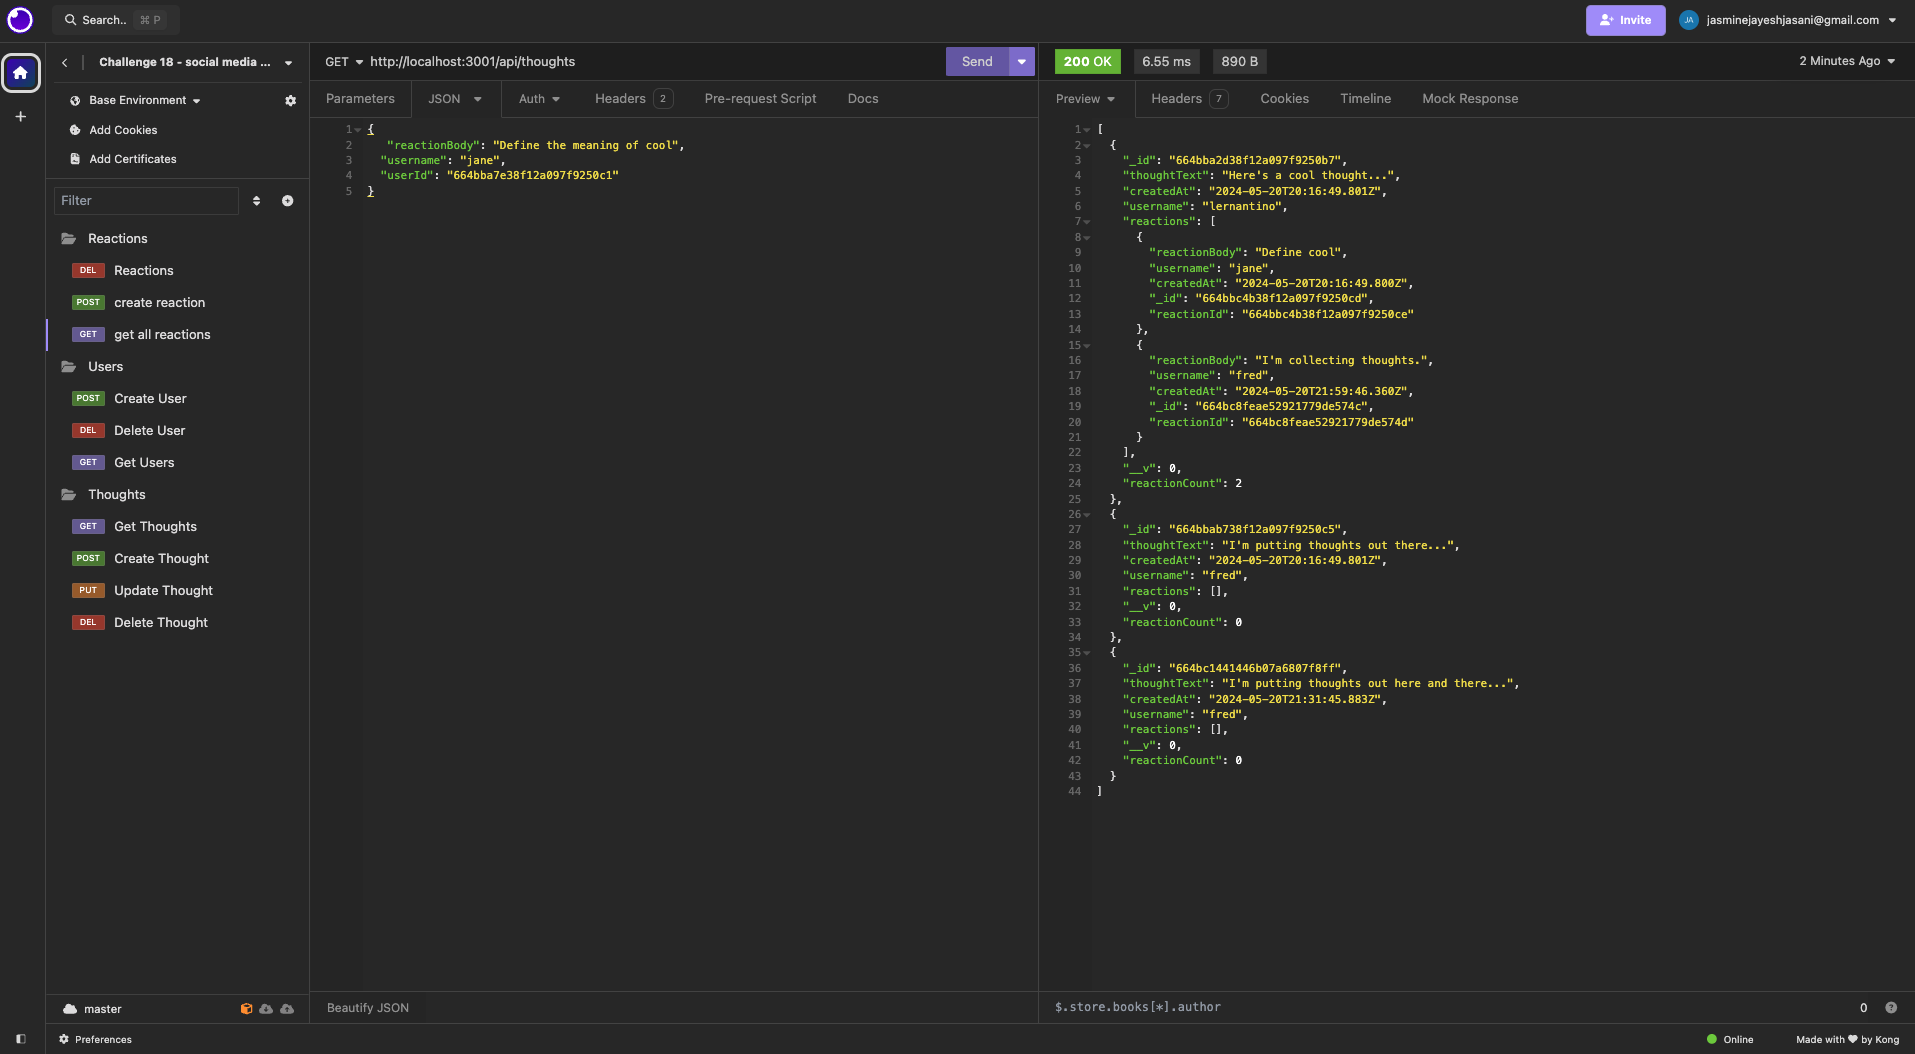 Search.. ⌘ P
Invite
JA jasminejayeshjasani@gmail.com
Challenge 18 - social media ...
Base Environment
Add Cookies
Add Certificates
Filter
Reactions
DEL Reactions
POST create reaction
GET get all reactions
Users
POST Create User
DEL Delete User
GET Get Users
Thoughts
GET Get Thoughts
POST Create Thought
PUT Update Thought
DEL Delete Thought
master
Preferences
GET http://localhost:3001/api/thoughts
Send
Parameters JSON Auth Headers 2 Pre-request Script Docs
1 {
2 "reactionBody": "Define the meaning of cool",
3 "username": "jane",
4 "userId": "664bba7e38f12a097f9250c1"
5 }
Beautify JSON
200 OK 6.55 ms 890 B 2 Minutes Ago
Preview Headers 7 Cookies Timeline Mock Response
1 [
2 {
3 "_id": "664bba2d38f12a097f9250b7",
4 "thoughtText": "Here's a cool thought...",
5 "createdAt": "2024-05-20T20:16:49.801Z",
6 "username": "lernantino",
7 "reactions": [
8 {
9 "reactionBody": "Define cool",
10 "username": "jane",
11 "createdAt": "2024-05-20T20:16:49.800Z",
12 "_id": "664bbc4b38f12a097f9250cd",
13 "reactionId": "664bbc4b38f12a097f9250ce"
14 },
15 {
16 "reactionBody": "I'm collecting thoughts.",
17 "username": "fred",
18 "createdAt": "2024-05-20T21:59:46.360Z",
19 "_id": "664bc8feae52921779de574c",
20 "reactionId": "664bc8feae52921779de574d"
21 }
22 ],
23 "__v": 0,
24 "reactionCount": 2
25 },
26 {
27 "_id": "664bbab738f12a097f9250c5",
28 "thoughtText": "I'm putting thoughts out there...",
29 "createdAt": "2024-05-20T20:16:49.801Z",
30 "username": "fred",
31 "reactions": [],
32 "__v": 0,
33 "reactionCount": 0
34 },
35 {
36 "_id": "664bc1441446b07a6807f8ff",
37 "thoughtText": "I'm putting thoughts out here and there...",
38 "createdAt": "2024-05-20T21:31:45.883Z",
39 "username": "fred",
40 "reactions": [],
41 "__v": 0,
42 "reactionCount": 0
43 }
44 ]
$.store.books[*].author
0
Online
Made with ♥ by Kong